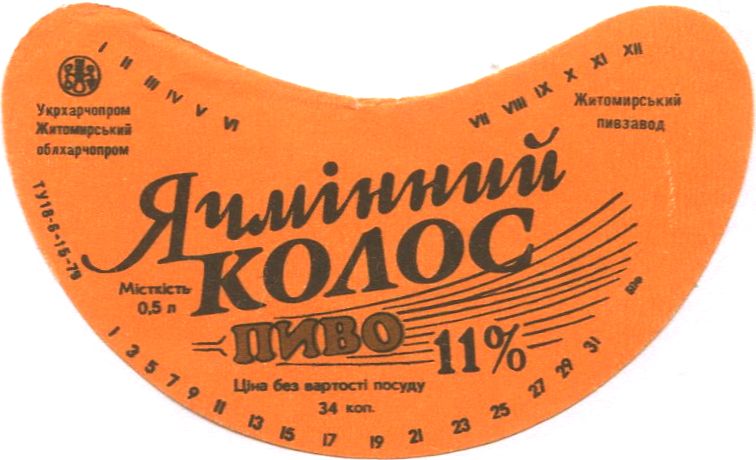 I II III IV V VI
VII VIII IX X XI XII
Укрхарчопром
Житомирський
облхарчопром
Житомирський
пивзавод
ТУ18-6-15-79
Ячмінний
КОЛОС
Місткість
0,5 л
ПИВО
11%
Ціна без вартості посуду
34 коп.
1 3 5 7 9 11 13 15 17 19 21 23 25 27 29 31